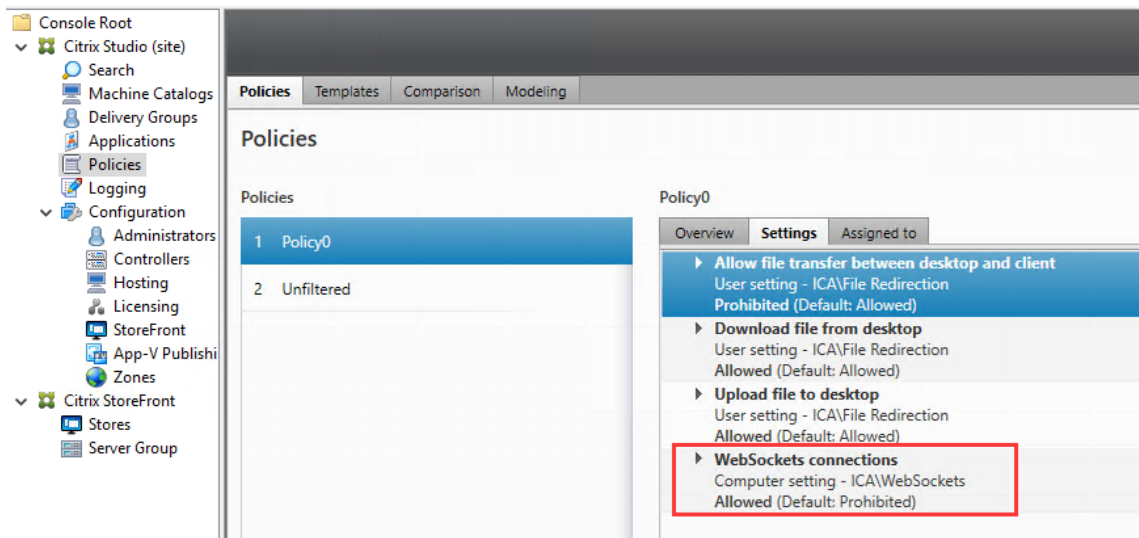 Console Root
Citrix Studio (site)
Search
Machine Catalogs
Delivery Groups
Applications
Policies
Logging
Configuration
Administrators
Controllers
Hosting
Licensing
StoreFront
App-V Publishi
Zones
Citrix StoreFront
Stores
Server Group
Policies Templates Comparison Modeling
Policies
Policies
1 Policy0
2 Unfiltered
Policy0
Overview Settings Assigned to
Allow file transfer between desktop and client
User setting - ICA\File Redirection
Prohibited (Default: Allowed)
Download file from desktop
User setting - ICA\File Redirection
Allowed (Default: Allowed)
Upload file to desktop
User setting - ICA\File Redirection
Allowed (Default: Allowed)
WebSockets connections
Computer setting - ICA\WebSockets
Allowed (Default: Prohibited)